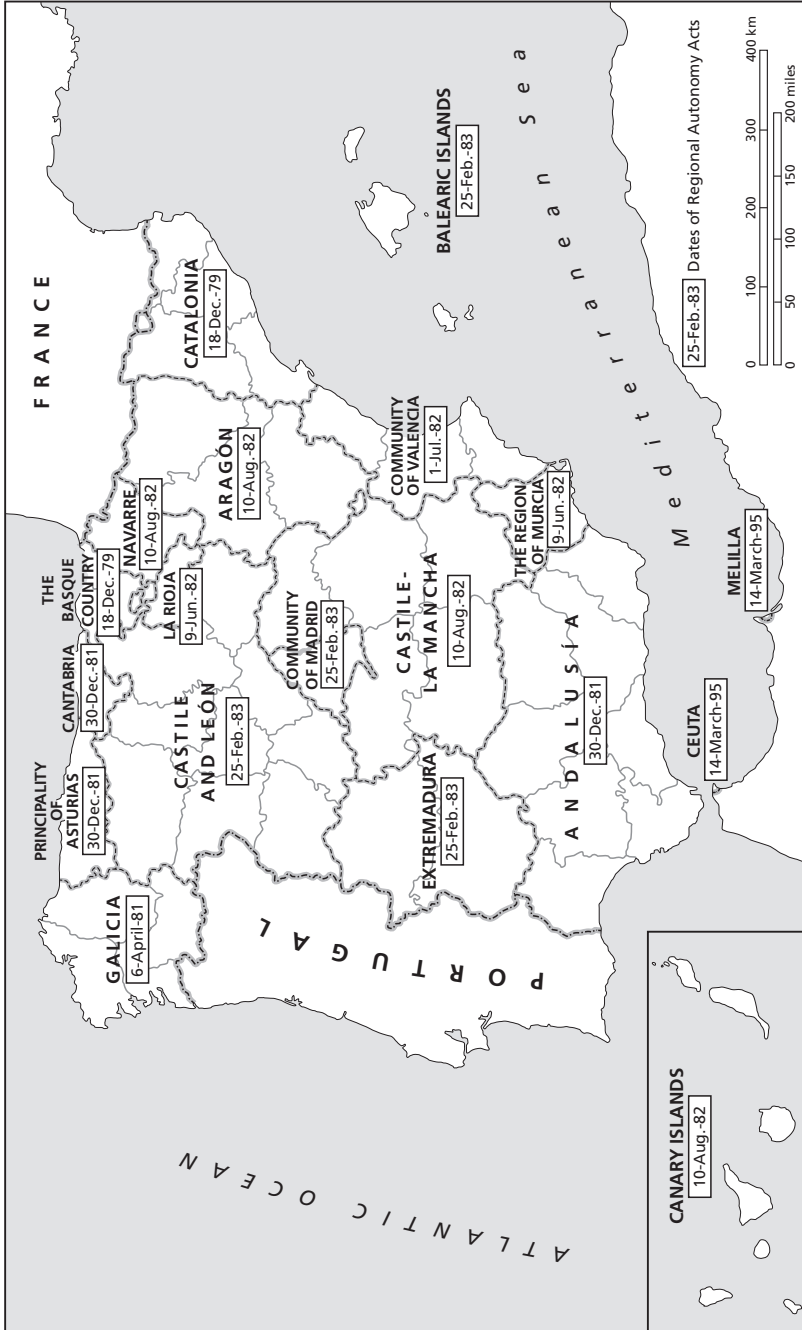 FRANCE
PRINCIPALITY
OF
ASTURIAS
30-Dec.-81
CANTABRIA
30-Dec.-81
THE
BASQUE
COUNTRY
18-Dec.-79
NAVARRE
10-Aug.-82
GALICIA
6-April-81
LA RIOJA
9-Jun.-82
CATALONIA
18-Dec.-79
ARAGÓN
10-Aug.-82
CASTILE
AND LEÓN
25-Feb.-83
COMMUNITY
OF MADRID
25-Feb.-83
PORTUGAL
ATLANTIC OCEAN
EXTREMADURA
25-Feb.-83
CASTILE-
LA MANCHA
10-Aug.-82
COMMUNITY
OF VALENCIA
1-Jul.-82
BALEARIC ISLANDS
25-Feb.-83
THE REGION
OF MURCIA
9-Jun.-82
ANDALUSÍA
30-Dec.-81
Mediterranean Sea
CEUTA
14-March-95
MELILLA
14-March-95
CANARY ISLANDS
10-Aug.-82
25-Feb.-83 Dates of Regional Autonomy Acts
0 100 200 300 400 km
0 50 100 150 200 miles